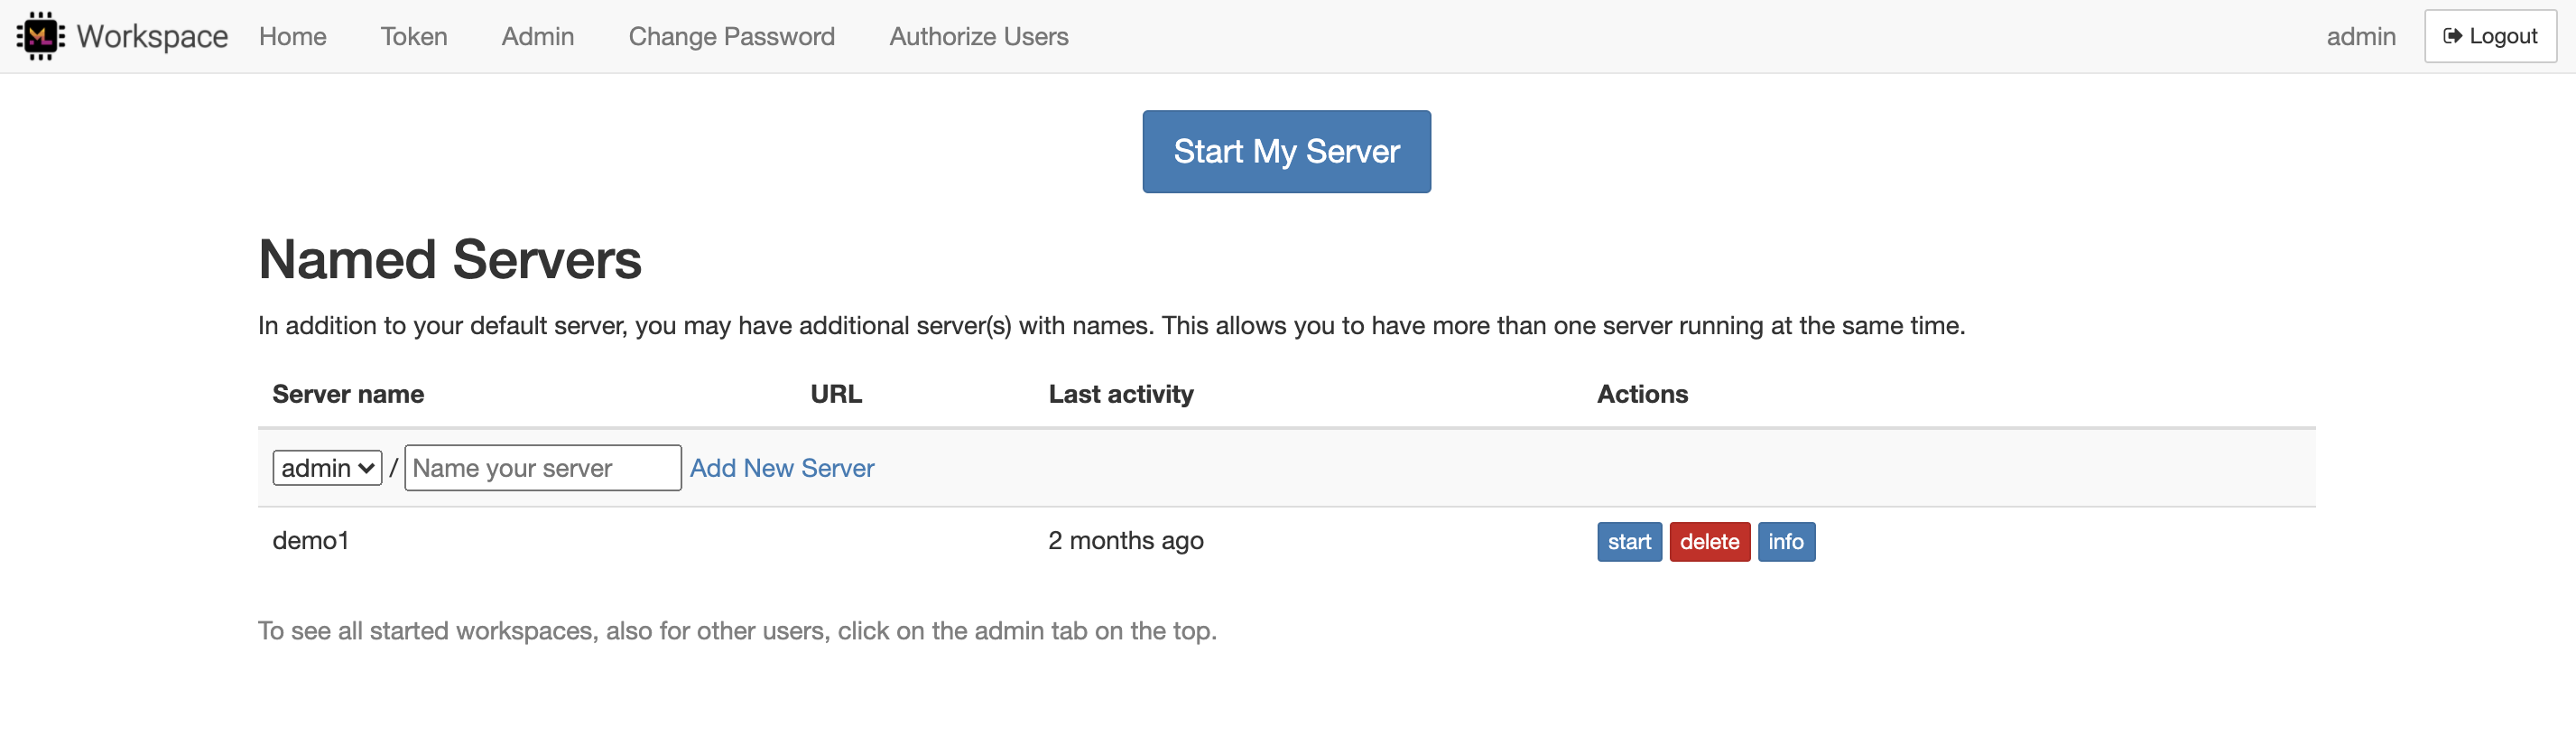 ML Workspace Home Token Admin Change Password Authorize Users admin Logout
Start My Server
Named Servers
In addition to your default server, you may have additional server(s) with names. This allows you to have more than one server running at the same time.
Server name URL Last activity Actions
admin / Name your server Add New Server
demo1 2 months ago start delete info
To see all started workspaces, also for other users, click on the admin tab on the top.